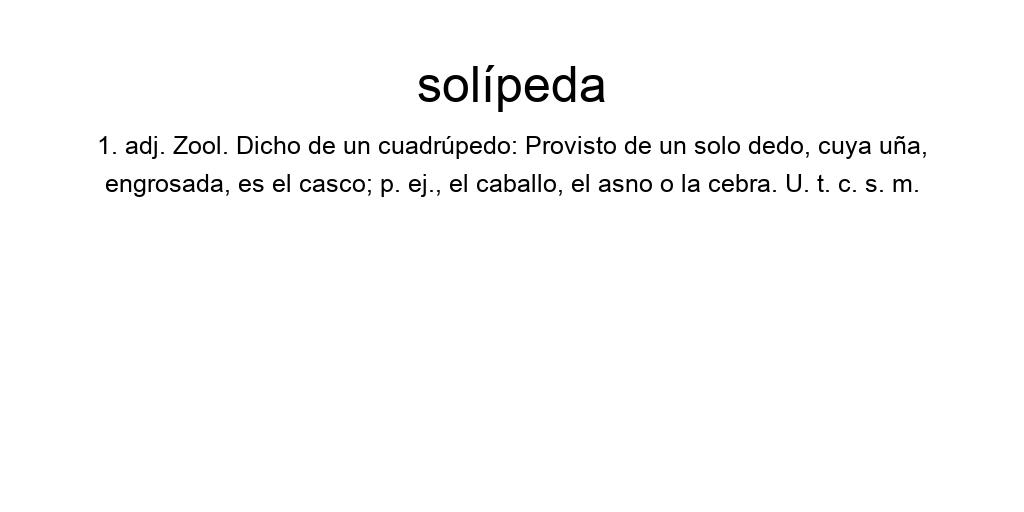 solípeda
1. adj. Zool. Dicho de un cuadrúpedo: Provisto de un solo dedo, cuya uña,
engrosada, es el casco; p. ej., el caballo, el asno o la cebra. U. t. c. s. m.